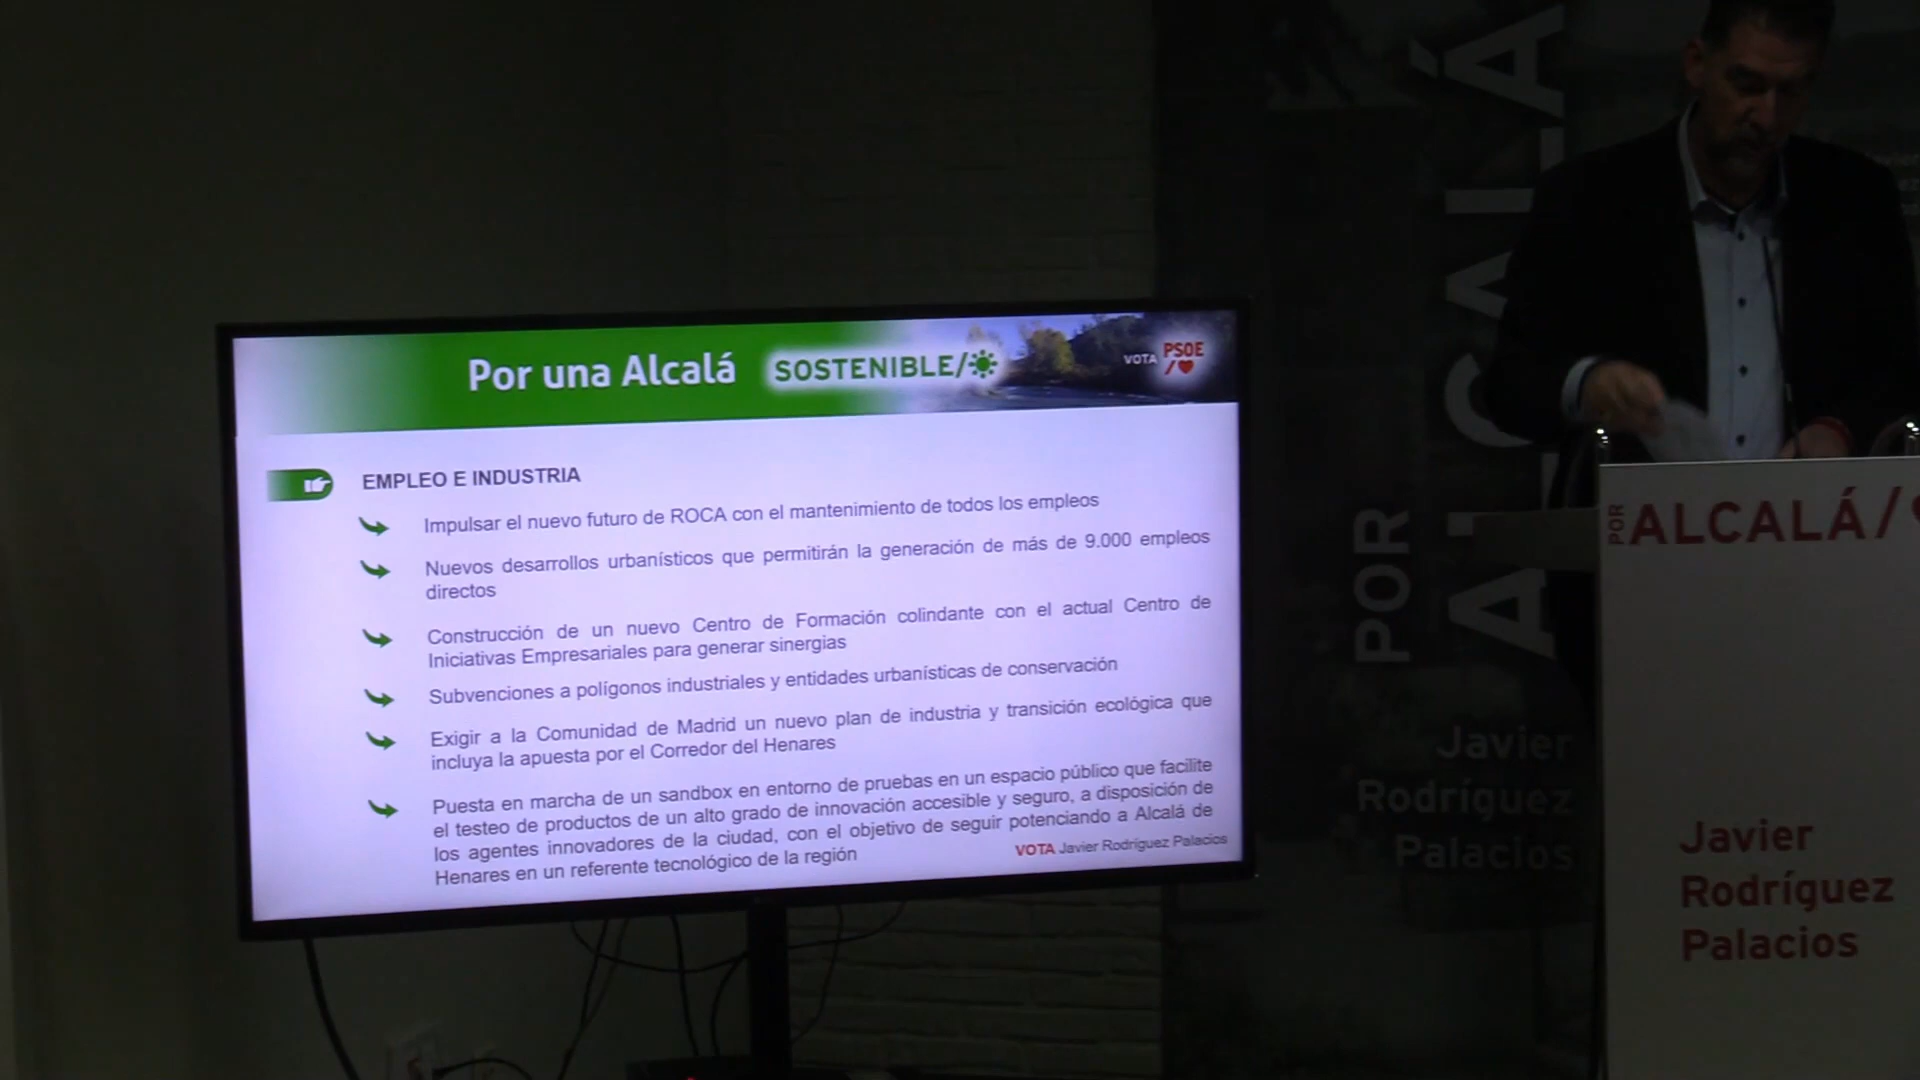 Por una Alcalá SOSTENIBLE/
VOTA PSOE
EMPLEO E INDUSTRIA
Impulsar el nuevo futuro de ROCA con el mantenimiento de todos los empleos
Nuevos desarrollos urbanísticos que permitirán la generación de más de 9.000 empleos
directos
Construcción de un nuevo Centro de Formación colindante con el actual Centro de
Iniciativas Empresariales para generar sinergias
Subvenciones a polígonos industriales y entidades urbanísticas de conservación
Exigir a la Comunidad de Madrid un nuevo plan de industria y transición ecológica que
incluya la apuesta por el Corredor del Henares
Puesta en marcha de un sandbox en entorno de pruebas en un espacio público que facilite
el testeo de productos de un alto grado de innovación accesible y seguro, a disposición de
los agentes innovadores de la ciudad, con el objetivo de seguir potenciando a Alcalá de
Henares en un referente tecnológico de la región
VOTA Javier Rodríguez Palacios
POR
ALCALÁ
Javier
Rodríguez
Palacios
POR ALCALÁ/
Javier
Rodríguez
Palacios